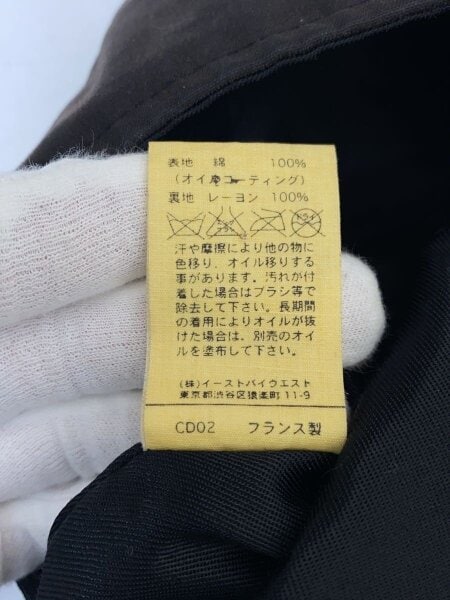 表地 綿 100%
(オイルコーティング)
裏地 レーヨン 100%
エンソ
ドライ
汗や摩擦により他の物に
色移り、オイル移りする
事があります。汚れが付
着した場合はブラシ等で
除去して下さい。長期間
の着用によりオイルが抜
けた場合は、別売のオイ
ルを塗布して下さい。
(株)イーストバイウエスト
東京都渋谷区猿楽町11-9
CD02 フランス製